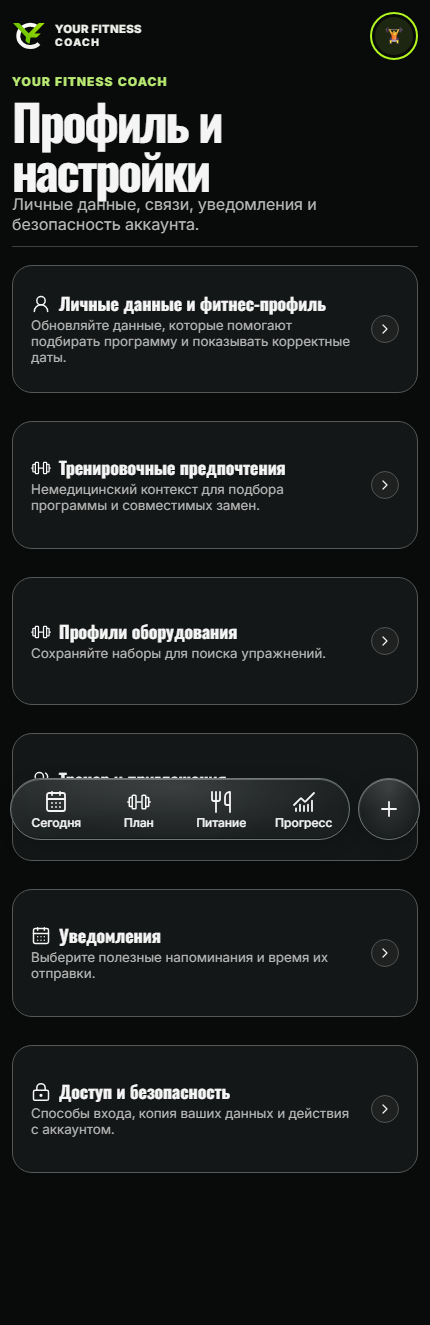 YOUR FITNESS
COACH
YOUR FITNESS COACH
Профиль и
настройки
Личные данные, связи, уведомления и
безопасность аккаунта.
Личные данные и фитнес-профиль
Обновляйте данные, которые помогают
подбирать программу и показывать корректные
даты.
Тренировочные предпочтения
Немедицинский контекст для подбора
программы и совместимых замен.
Профили оборудования
Сохраняйте наборы для поиска упражнений.
Тренер и приглашения
Сегодня
План
Питание
Прогресс
Уведомления
Выберите полезные напоминания и время их
отправки.
Доступ и безопасность
Способы входа, копия ваших данных и действия
с аккаунтом.